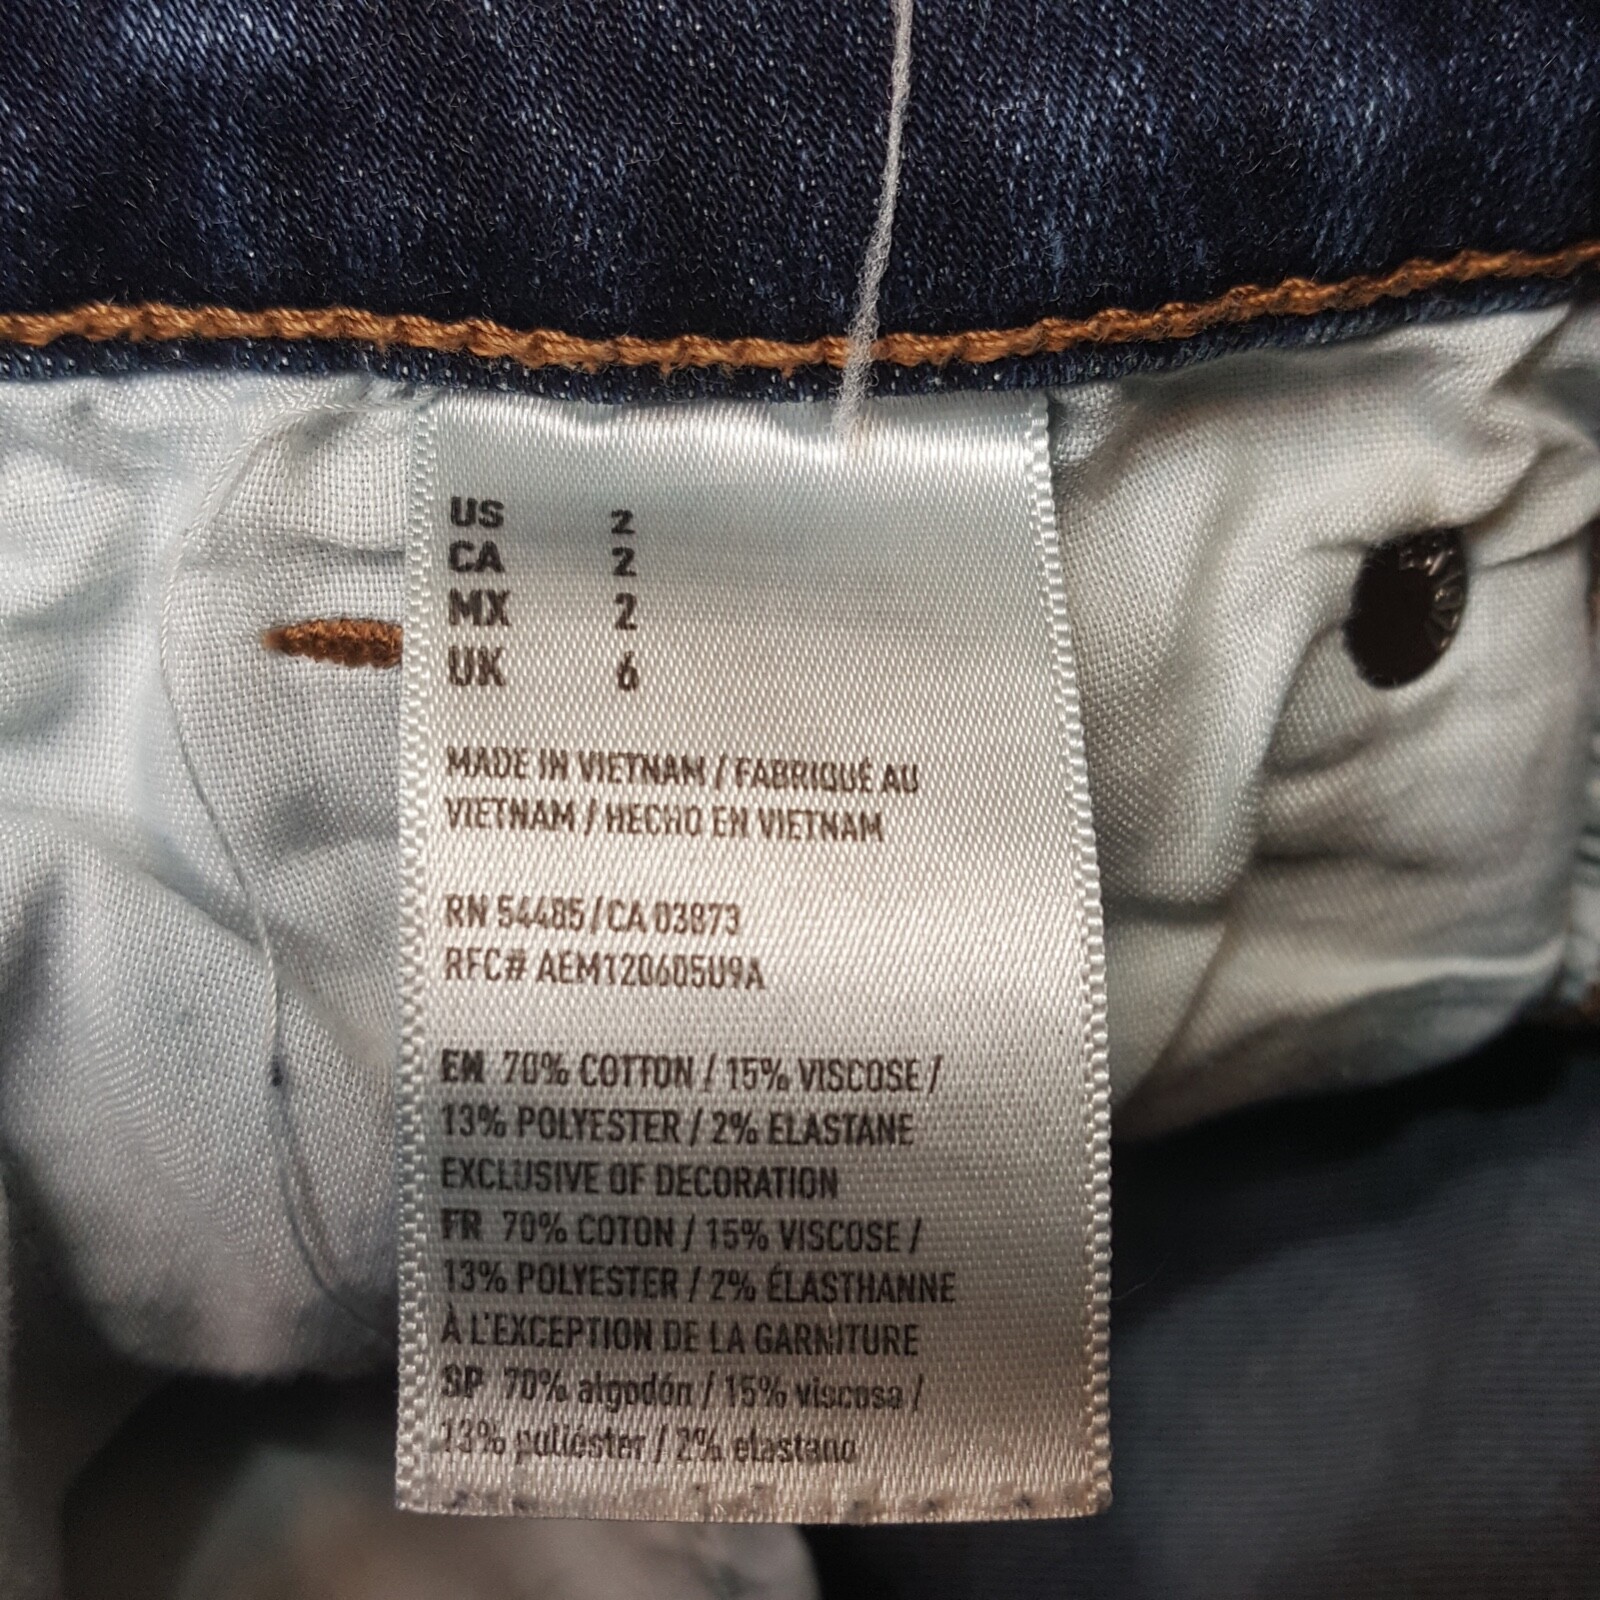 US 2
CA 2
MX 2
UK 6
MADE IN VIETNAM / FABRIQUÉ AU
VIETNAM / HECHO EN VIETNAM
RN 54485 / CA 03873
RFC# AEM120605U9A
EN 70% COTTON / 15% VISCOSE /
13% POLYESTER / 2% ELASTANE
EXCLUSIVE OF DECORATION
FR 70% COTON / 15% VISCOSE /
13% POLYESTER / 2% ÉLASTHANNE
À L'EXCEPTION DE LA GARNITURE
SP 70% algodón / 15% viscosa /
13% poliéster / 2% elastano